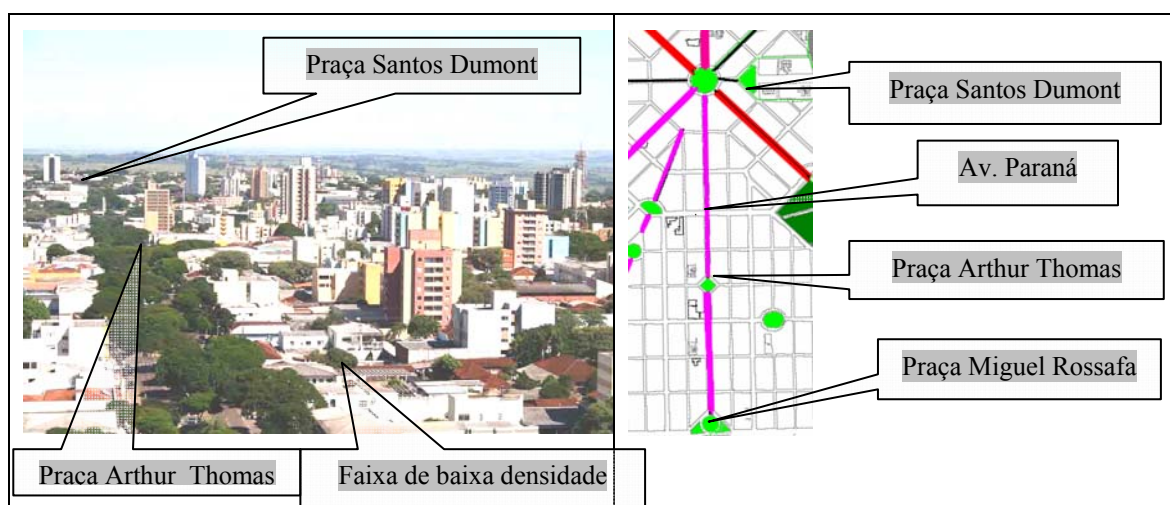 Praça Santos Dumont
Praca Arthur  Thomas
Faixa de baixa densidade
Praça Santos Dumont
Av. Paraná
Praça Arthur Thomas
Praça Miguel Rossafa